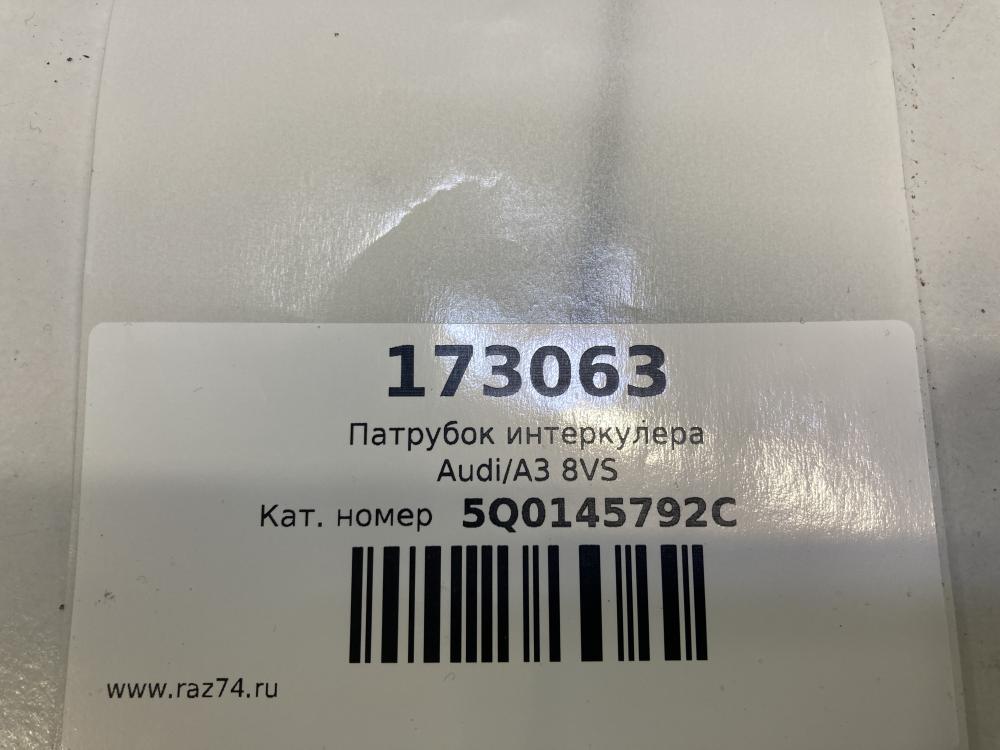 173063
Патрубок интеркулера
Audi/A3 8VS
Кат. номер 5Q0145792C
www.raz74.ru